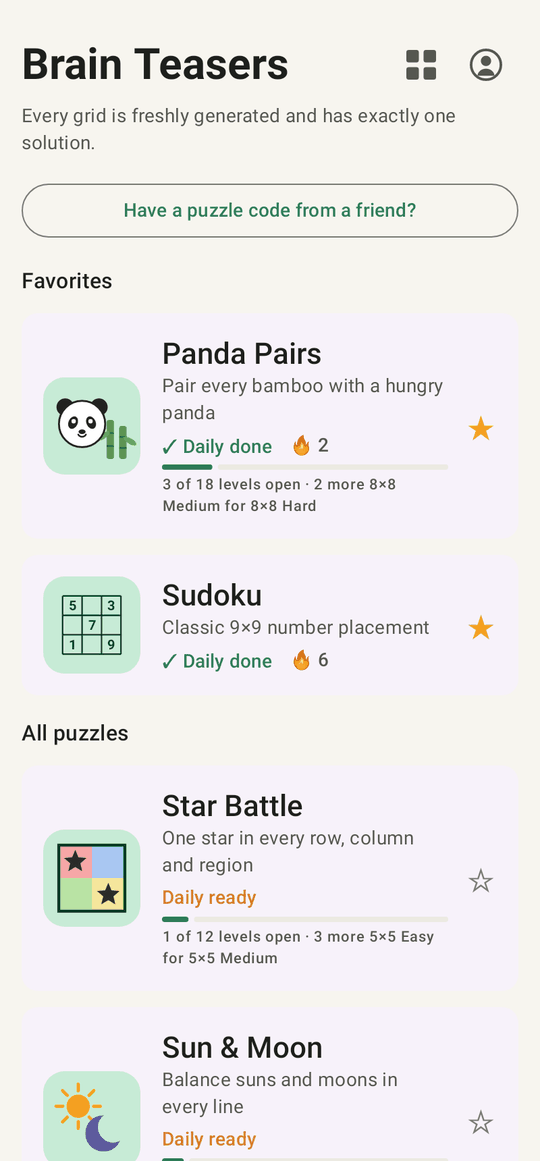 Brain Teasers
Every grid is freshly generated and has exactly one
solution.
Have a puzzle code from a friend?
Favorites
Panda Pairs
Pair every bamboo with a hungry
panda
✓ Daily done 🔥 2
3 of 18 levels open · 2 more 8×8
Medium for 8×8 Hard
5 3
7
1 9
Sudoku
Classic 9×9 number placement
✓ Daily done 🔥 6
All puzzles
Star Battle
One star in every row, column
and region
Daily ready
1 of 12 levels open · 3 more 5×5 Easy
for 5×5 Medium
Sun & Moon
Balance suns and moons in
every line
Daily ready